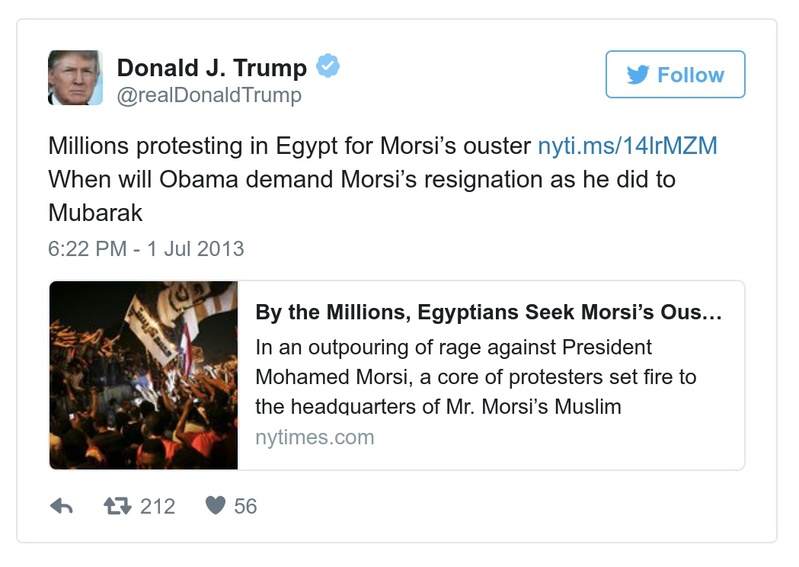 Donald J. Trump
@realDonaldTrump
Follow
Millions protesting in Egypt for Morsi’s ouster nyti.ms/14lrMZM
When will Obama demand Morsi’s resignation as he did to
Mubarak
6:22 PM - 1 Jul 2013
By the Millions, Egyptians Seek Morsi’s Ous…
In an outpouring of rage against President
Mohamed Morsi, a core of protesters set fire to
the headquarters of Mr. Morsi’s Muslim
nytimes.com
212
56